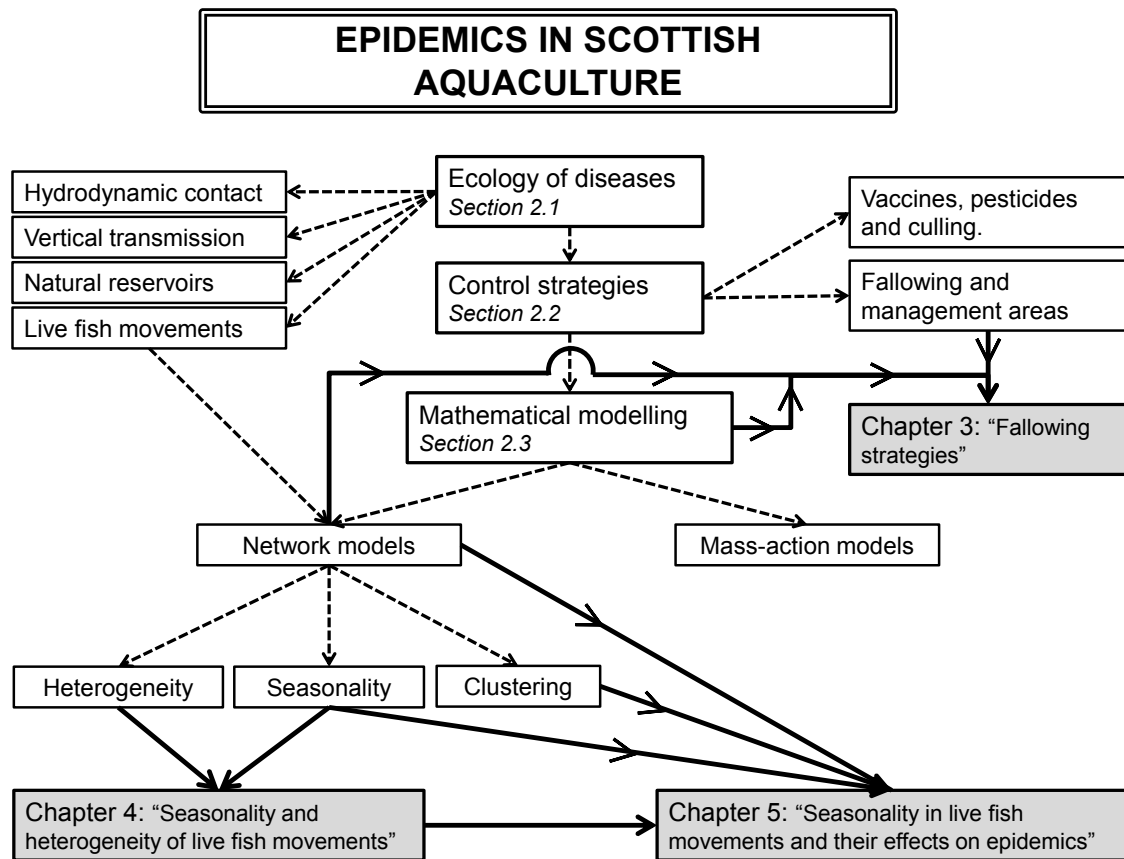 EPIDEMICS IN SCOTTISH
AQUACULTURE
Hydrodynamic contact
Vertical transmission
Natural reservoirs
Live fish movements
Ecology of diseases
Section 2.1
Control strategies
Section 2.2
Vaccines, pesticides
and culling.
Fallowing and
management areas
Mathematical modelling
Section 2.3
Chapter 3: “Fallowing
strategies”
Network models
Mass-action models
Heterogeneity
Seasonality
Clustering
Chapter 4: “Seasonality and
heterogeneity of live fish movements”
Chapter 5: “Seasonality in live fish
movements and their effects on epidemics”